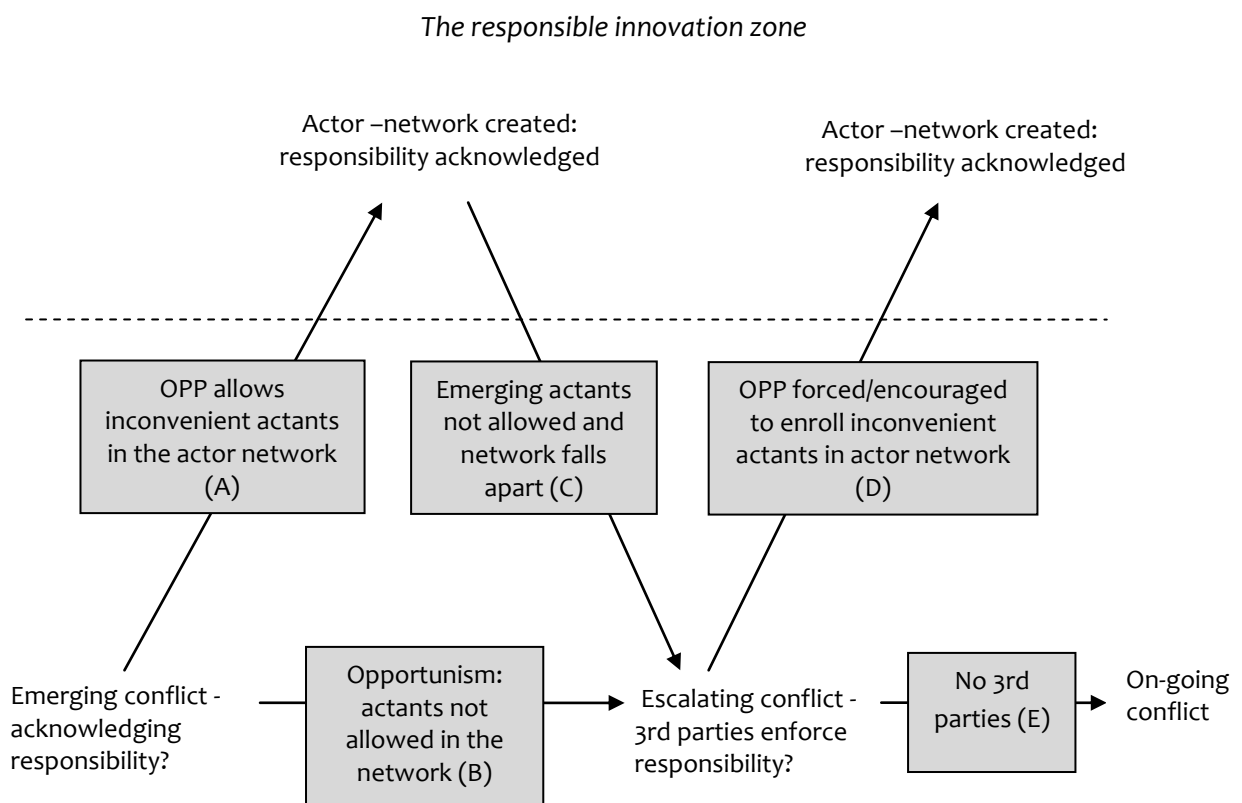 The responsible innovation zone
Actor –network created:
responsibility acknowledged
Actor –network created:
responsibility acknowledged
OPP allows
inconvenient actants
in the actor network
(A)
Emerging actants
not allowed and
network falls
apart (C)
OPP forced/encouraged
to enroll inconvenient
actants in actor network
(D)
Emerging conflict -
acknowledging
responsibility?
Opportunism:
actants not
allowed in the
network (B)
Escalating conflict -
3rd parties enforce
responsibility?
No 3rd
parties (E)
On-going
conflict